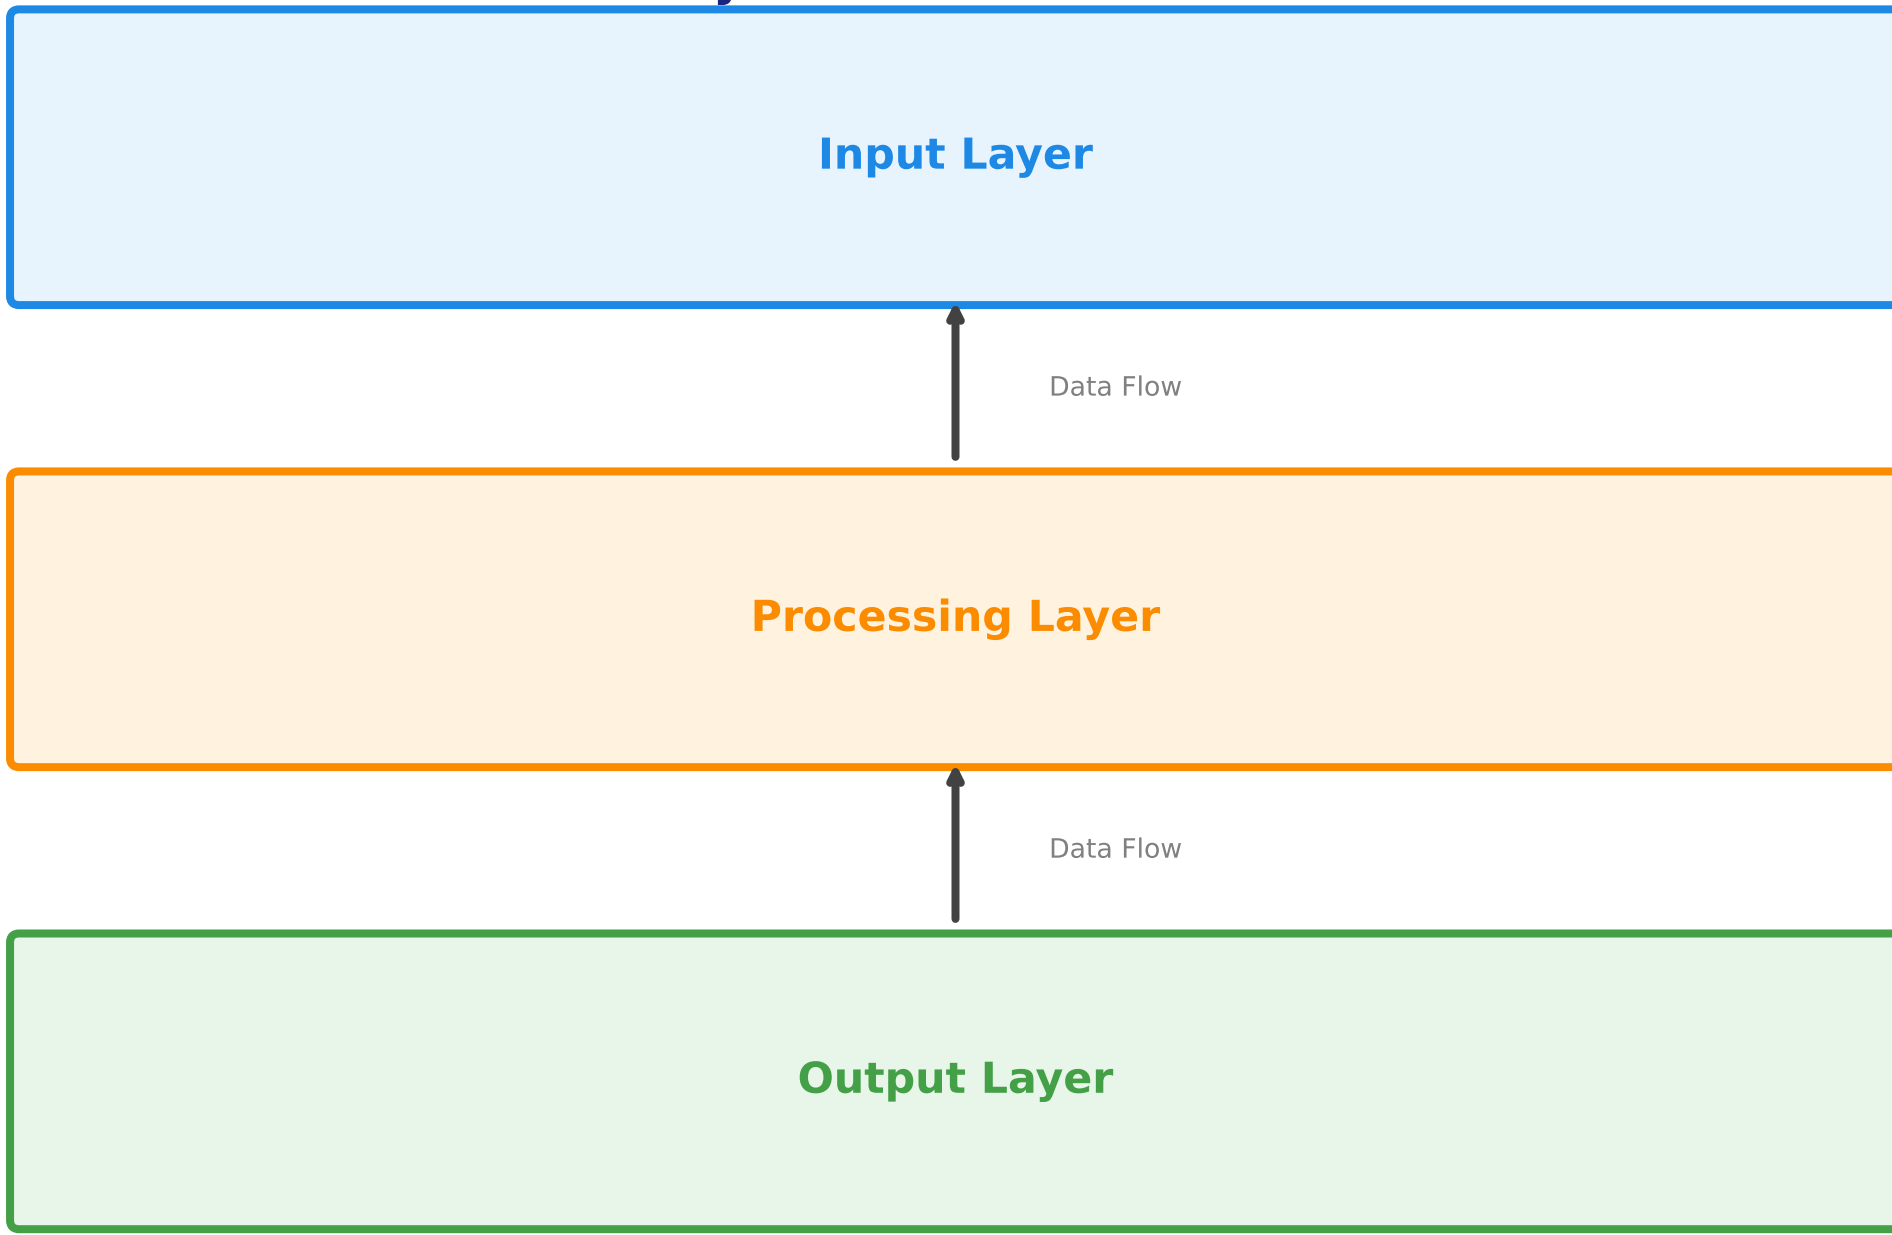 Input Layer
Data Flow
Processing Layer
Data Flow
Output Layer